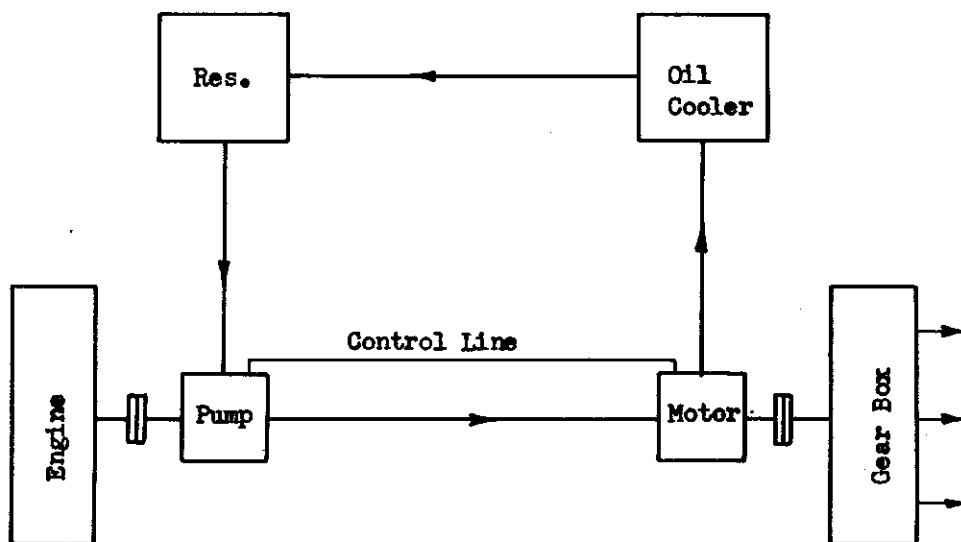 Res.
Oil
Cooler
Control Line
Engine
Pump
Motor
Gear Box